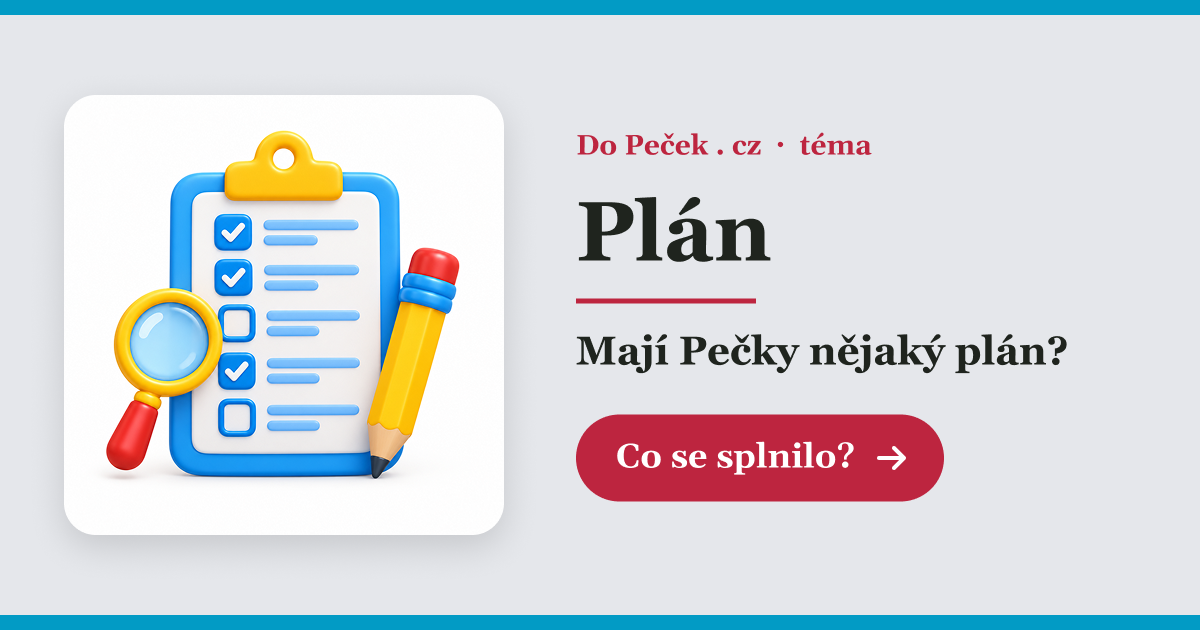 Do Peček . cz · téma
Plán
Mají Pečky nějaký plán?
Co se splnilo? →